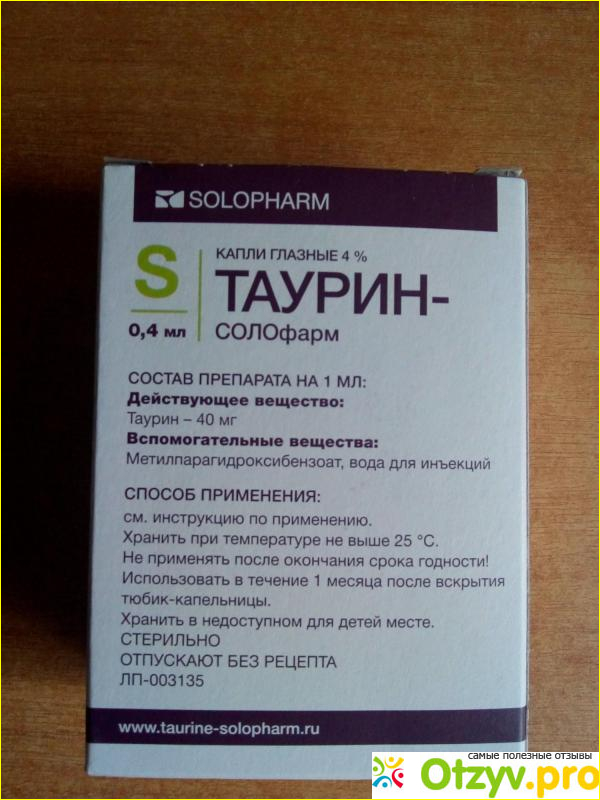 SOLOPHARM
S
0,4 мл
КАПЛИ ГЛАЗНЫЕ 4 %
ТАУРИН-
СОЛОфарм
СОСТАВ ПРЕПАРАТА НА 1 МЛ:
Действующее вещество:
Таурин – 40 мг
Вспомогательные вещества:
Метилпарагидроксибензоат, вода для инъекций
СПОСОБ ПРИМЕНЕНИЯ:
см. инструкцию по применению.
Хранить при температуре не выше 25 °C.
Не применять после окончания срока годности!
Использовать в течение 1 месяца после вскрытия
тюбик-капельницы.
Хранить в недоступном для детей месте.
СТЕРИЛЬНО
ОТПУСКАЮТ БЕЗ РЕЦЕПТА
ЛП-003135
www.taurine-solopharm.ru
самые полезные отзывы
Otzyv.pro